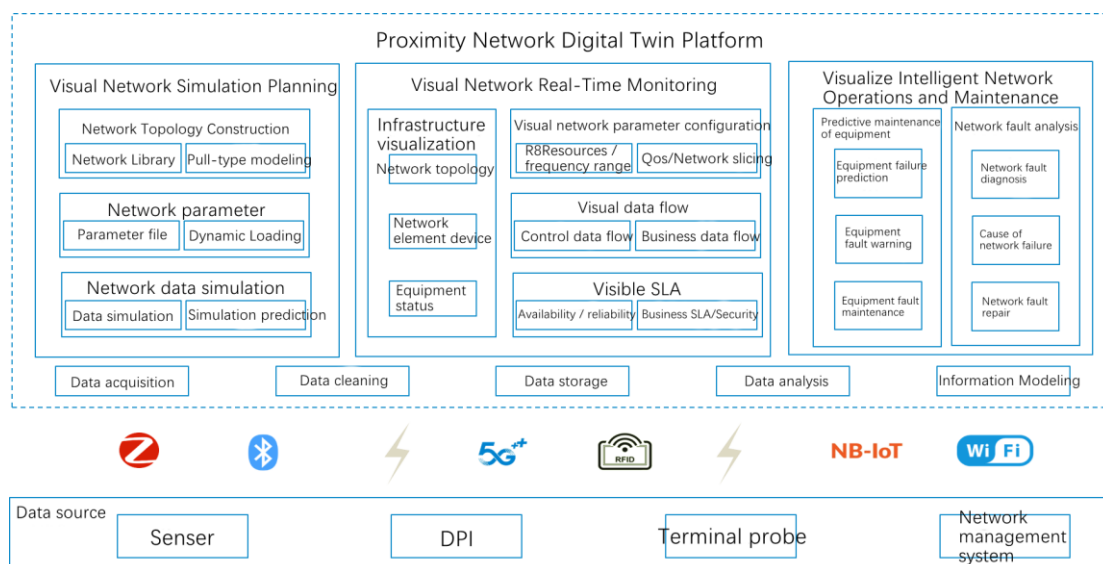 Proximity Network Digital Twin Platform
Visual Network Simulation Planning
Network Topology Construction
Network Library
Pull-type modeling
Network parameter
Parameter file
Dynamic Loading
Network data simulation
Data simulation
Simulation prediction
Visual Network Real-Time Monitoring
Infrastructure
visualization
Network topology
Network
element device
Equipment
status
Visual network parameter configuration
R8Resources /
frequency range
Qos/Network slicing
Visual data flow
Control data flow
Business data flow
Visible SLA
Availability / reliability
Business SLA/Security
Visualize Intelligent Network
Operations and Maintenance
Predictive maintenance
of equipment
Equipment failure
prediction
Equipment
fault warning
Equipment fault
maintenance
Network fault analysis
Network fault
diagnosis
Cause of
network failure
Network fault
repair
Data acquisition
Data cleaning
Data storage
Data analysis
Information Modeling
5G++
RFID
NB-IoT
Wi Fi
Data source
Senser
DPI
Terminal probe
Network
management
system